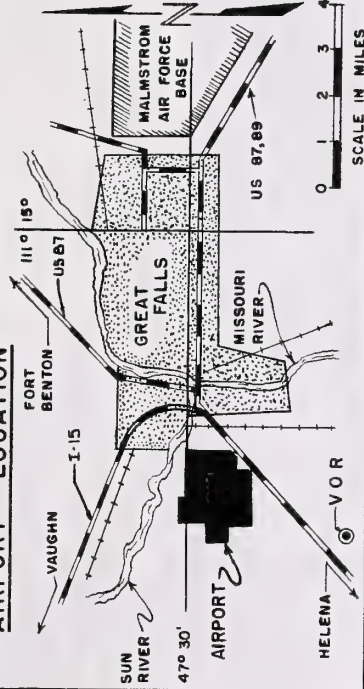 AIRPORT LOCATION
VAUGHN
I-15
FORT
BENTON
US 87
111° 15'
SUN
RIVER
47° 30'
AIRPORT
GREAT
FALLS
MISSOURI
RIVER
MALMSTROM
AIR FORCE
BASE
US 87,89
HELENA
VOR
N
0 1 2 3 4
SCALE IN MILES